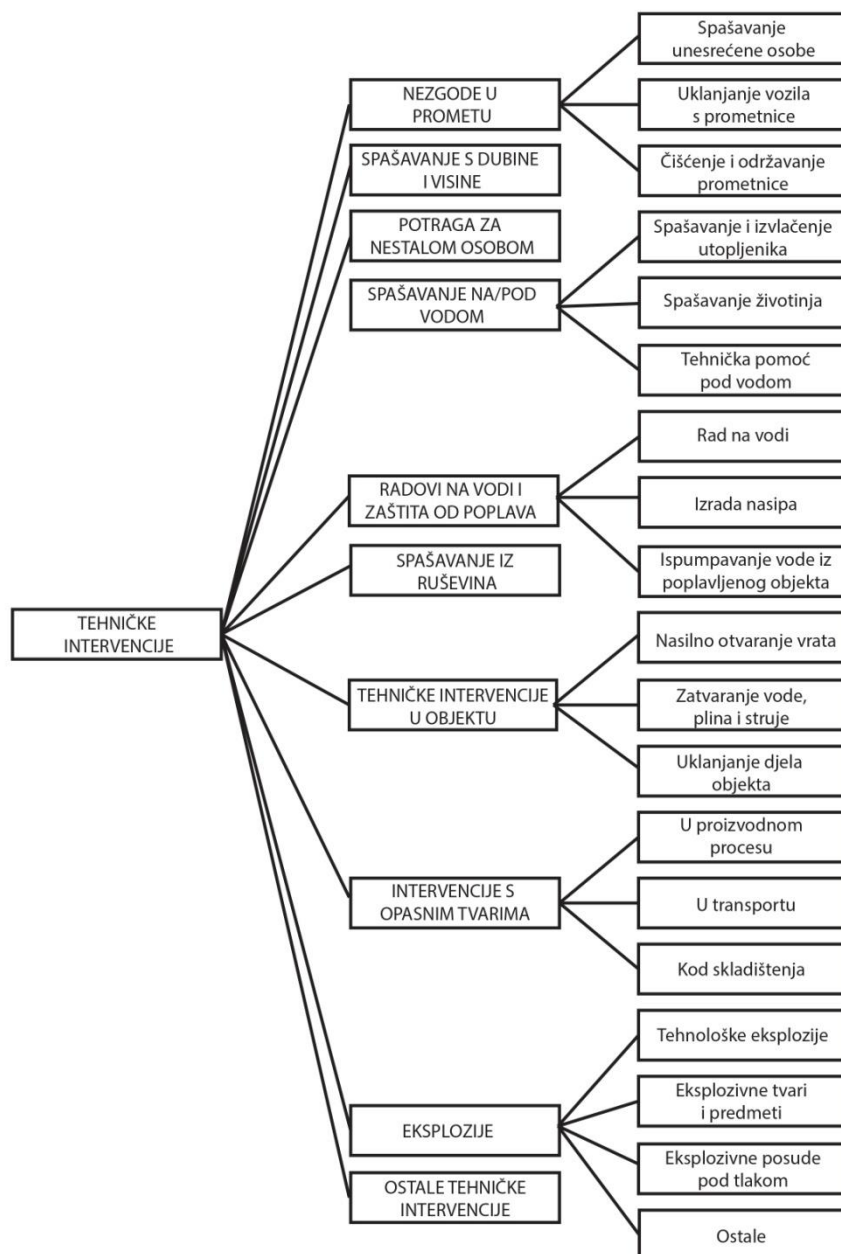 TEHNIČKE
INTERVENCIJE
NEZGODE U
PROMETU
Spašavanje
unesrećene osobe
Uklanjanje vozila
s prometnice
Čišćenje i održavanje
prometnice
SPAŠAVANJE S DUBINE
I VISINE
POTRAGA ZA
NESTALOM OSOBOM
SPAŠAVANJE NA/POD
VODOM
Spašavanje i izvlačenje
utopljenika
Spašavanje životinja
Tehnička pomoć
pod vodom
RADOVI NA VODI I
ZAŠTITA OD POPLAVA
Rad na vodi
Izrada nasipa
Ispumpavanje vode iz
poplavljenog objekta
SPAŠAVANJE IZ
RUŠEVINA
TEHNIČKE INTERVENCIJE
U OBJEKTU
Nasilno otvaranje vrata
Zatvaranje vode,
plina i struje
Uklanjanje djela
objekta
INTERVENCIJE S
OPASNIM TVARIMA
U proizvodnom
procesu
U transportu
Kod skladištenja
EKSPLOZIJE
Tehnološke eksplozije
Eksplozivne tvari
i predmeti
Eksplozivne posude
pod tlakom
Ostale
OSTALE TEHNIČKE
INTERVENCIJE